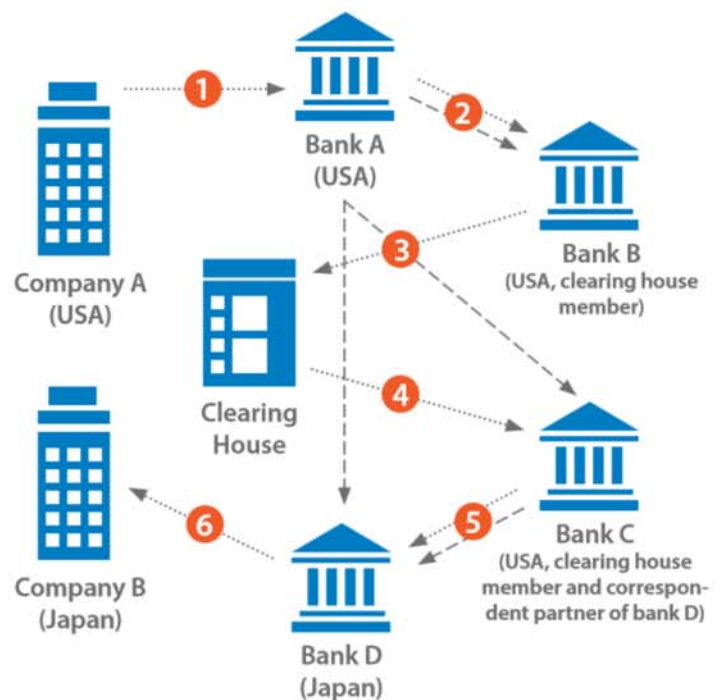 1
Bank A
(USA)
2
Company A
(USA)
3
Bank B
(USA, clearing house
member)
Clearing
House
4
Company B
(Japan)
6
5
Bank C
(USA, clearing house
member and correspon-
dent partner of bank D)
Bank D
(Japan)